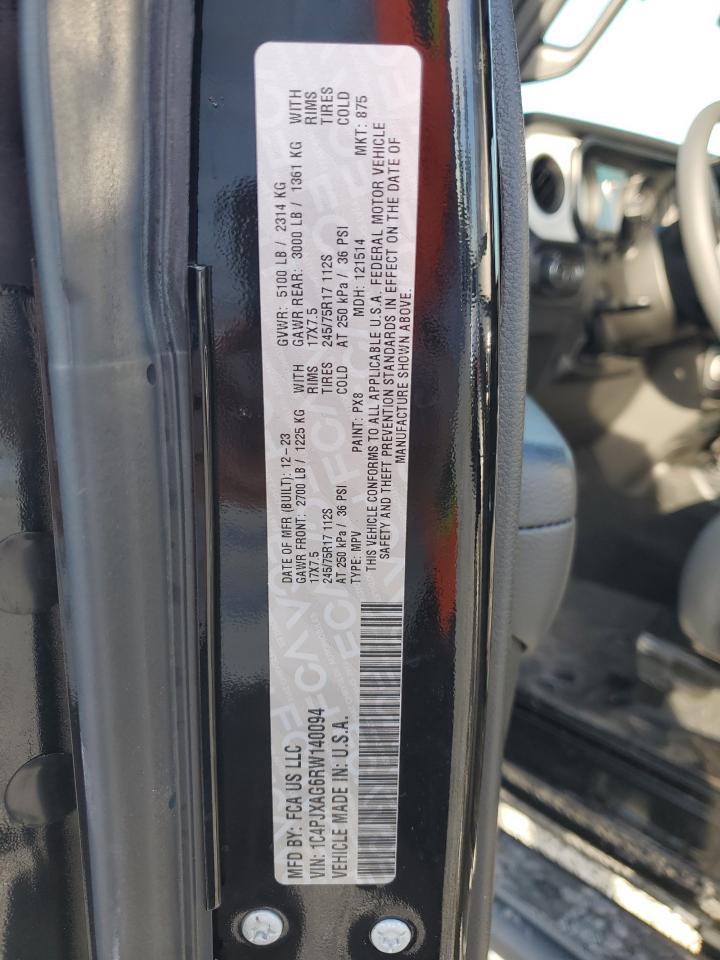 MFD BY: FCA US LLC
VIN: 1C4PJXAG6RW140094
VEHICLE MADE IN: U.S.A.
DATE OF MFR (BUILT): 12-23 GVWR: 5100 LB / 2314 KG
GAWR FRONT: 2700 LB / 1225 KG WITH GAWR REAR: 3000 LB / 1361 KG WITH
17X7.5 RIMS 17X7.5 RIMS
245/75R17 112S TIRES 245/75R17 112S TIRES
AT 250 kPa / 36 PSI COLD AT 250 kPa / 36 PSI COLD
TYPE: MPV PAINT: PX8 MDH: 121514 MKT: 875
THIS VEHICLE CONFORMS TO ALL APPLICABLE U.S.A. FEDERAL MOTOR VEHICLE
SAFETY AND THEFT PREVENTION STANDARDS IN EFFECT ON THE DATE OF
MANUFACTURE SHOWN ABOVE.